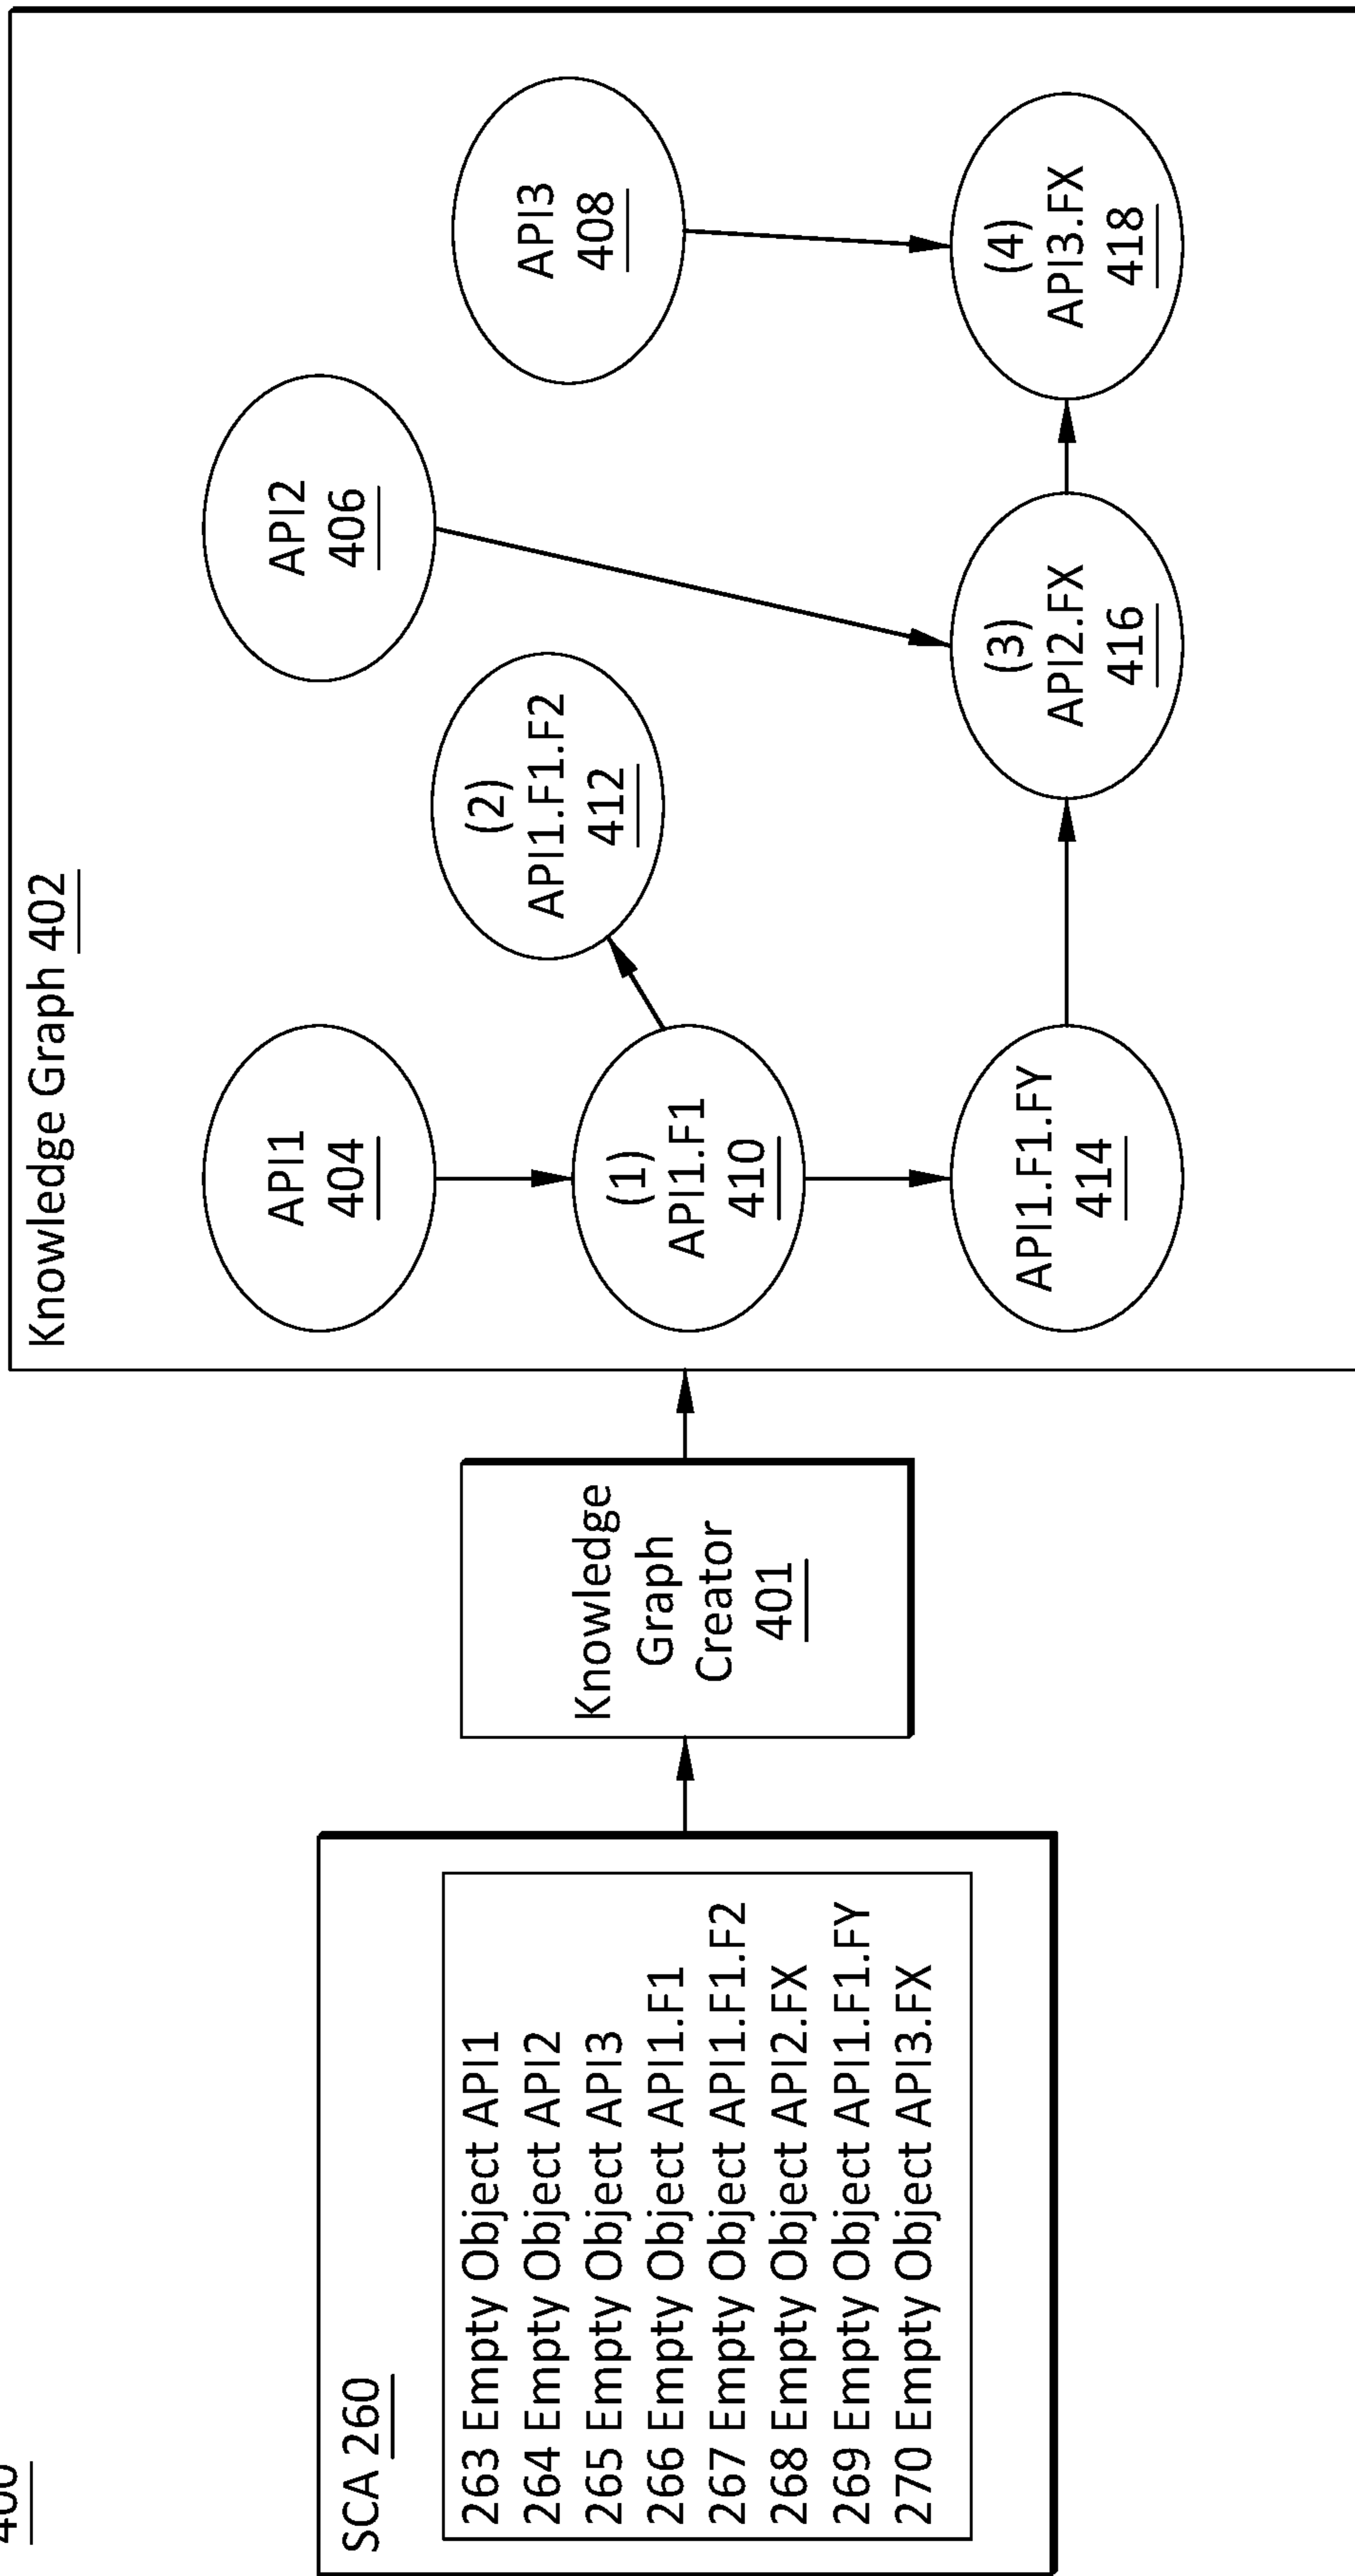 400
SCA 260
263 Empty Object API1
264 Empty Object API2
265 Empty Object API3
266 Empty Object API1.F1
267 Empty Object API1.F1.F2
268 Empty Object API2.FX
269 Empty Object API1.F1.FY
270 Empty Object API3.FX
Knowledge
Graph
Creator
401
Knowledge Graph 402
API1
404
API2
406
API3
408
(1)
API1.F1
410
(2)
API1.F1.F2
412
API1.F1.FY
414
(3)
API2.FX
416
(4)
API3.FX
418